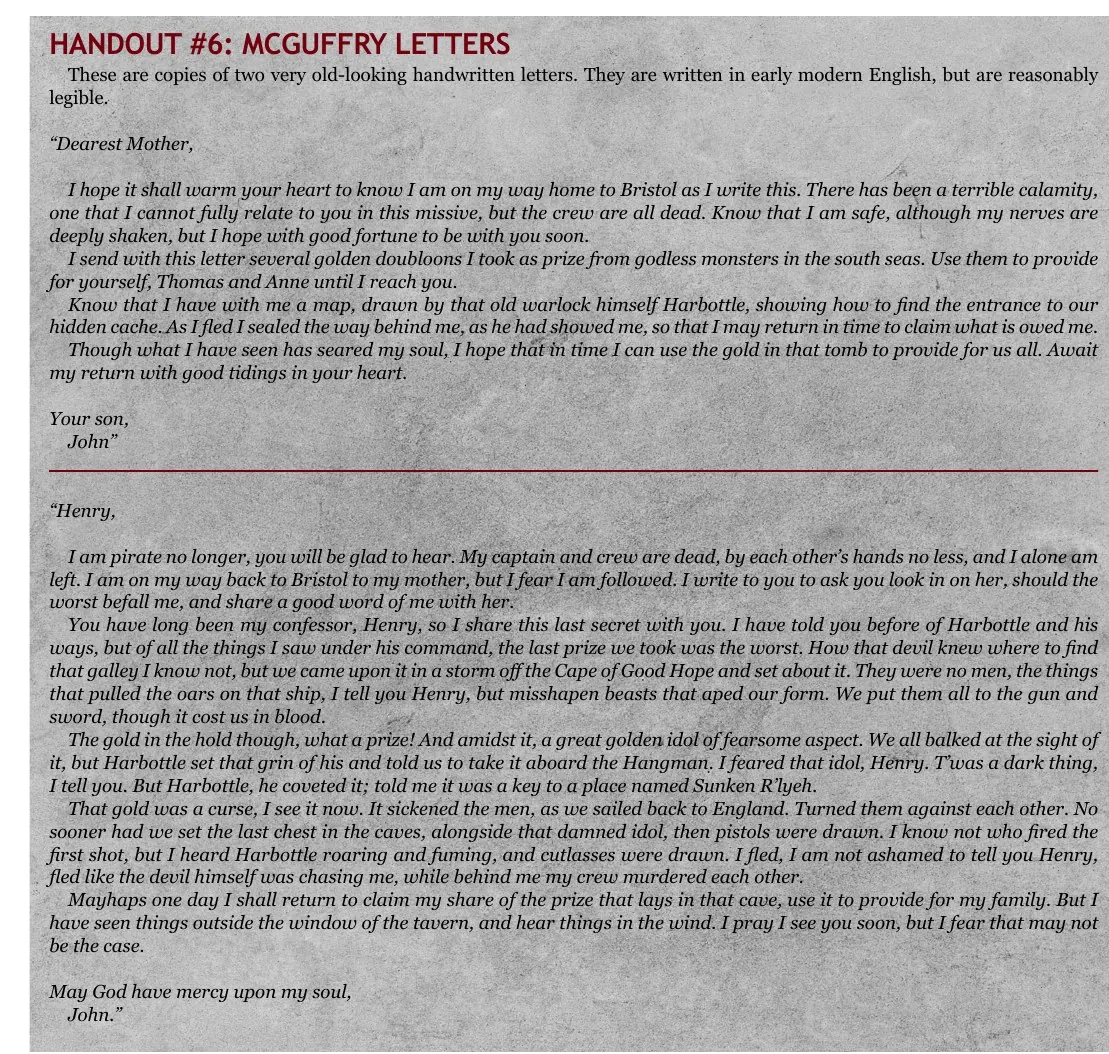 HANDOUT #6: MCGUFFRY LETTERS
These are copies of two very old-looking handwritten letters. They are written in early modern English, but are reasonably
legible.
“Dearest Mother,
I hope it shall warm your heart to know I am on my way home to Bristol as I write this. There has been a terrible calamity,
one that I cannot fully relate to you in this missive, but the crew are all dead. Know that I am safe, although my nerves are
deeply shaken, but I hope with good fortune to be with you soon.
I send with this letter several golden doubloons I took as prize from godless monsters in the south seas. Use them to provide
for yourself, Thomas and Anne until I reach you.
Know that I have with me a map, drawn by that old warlock himself Harbottle, showing how to find the entrance to our
hidden cache. As I fled I sealed the way behind me, as he had showed me, so that I may return in time to claim what is owed me.
Though what I have seen has seared my soul, I hope that in time I can use the gold in that tomb to provide for us all. Await
my return with good tidings in your heart.
Your son,
John”
“Henry,
I am pirate no longer, you will be glad to hear. My captain and crew are dead, by each other’s hands no less, and I alone am
left. I am on my way back to Bristol to my mother, but I fear I am followed. I write to you to ask you look in on her, should the
worst befall me, and share a good word of me with her.
You have long been my confessor, Henry, so I share this last secret with you. I have told you before of Harbottle and his
ways, but of all the things I saw under his command, the last prize we took was the worst. How that devil knew where to find
that galley I know not, but we came upon it in a storm off the Cape of Good Hope and set about it. They were no men, the things
that pulled the oars on that ship, I tell you Henry, but misshapen beasts that aped our form. We put them all to the gun and
sword, though it cost us in blood.
The gold in the hold though, what a prize! And amidst it, a great golden idol of fearsome aspect. We all balked at the sight of
it, but Harbottle set that grin of his and told us to take it aboard the Hangman. I feared that idol, Henry. T’was a dark thing,
I tell you. But Harbottle, he coveted it; told me it was a key to a place named Sunken R’lyeh.
That gold was a curse, I see it now. It sickened the men, as we sailed back to England. Turned them against each other. No
sooner had we set the last chest in the caves, alongside that damned idol, then pistols were drawn. I know not who fired the
first shot, but I heard Harbottle roaring and fuming, and cutlasses were drawn. I fled, I am not ashamed to tell you Henry,
fled like the devil himself was chasing me, while behind me my crew murdered each other.
Mayhaps one day I shall return to claim my share of the prize that lays in that cave, use it to provide for my family. But I
have seen things outside the window of the tavern, and hear things in the wind. I pray I see you soon, but I fear that may not
be the case.
May God have mercy upon my soul,
John.”